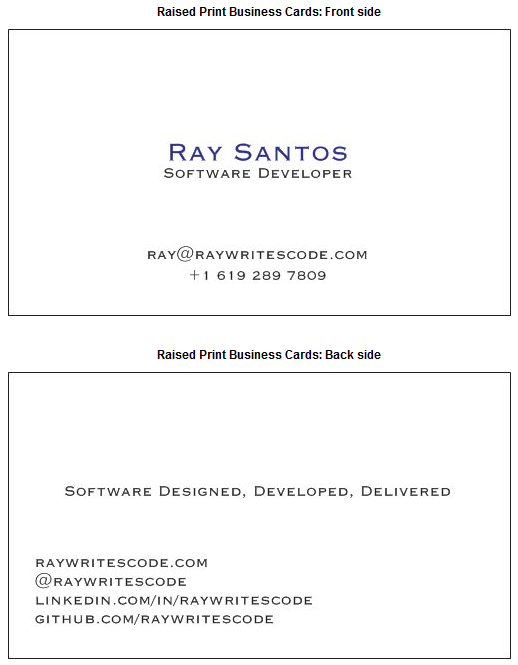 Raised Print Business Cards: Front side
Ray Santos
Software Developer
ray@raywritescode.com
+1 619 289 7809
Raised Print Business Cards: Back side
Software Designed, Developed, Delivered
raywritescode.com
@raywritescode
linkedin.com/in/raywritescode
github.com/raywritescode